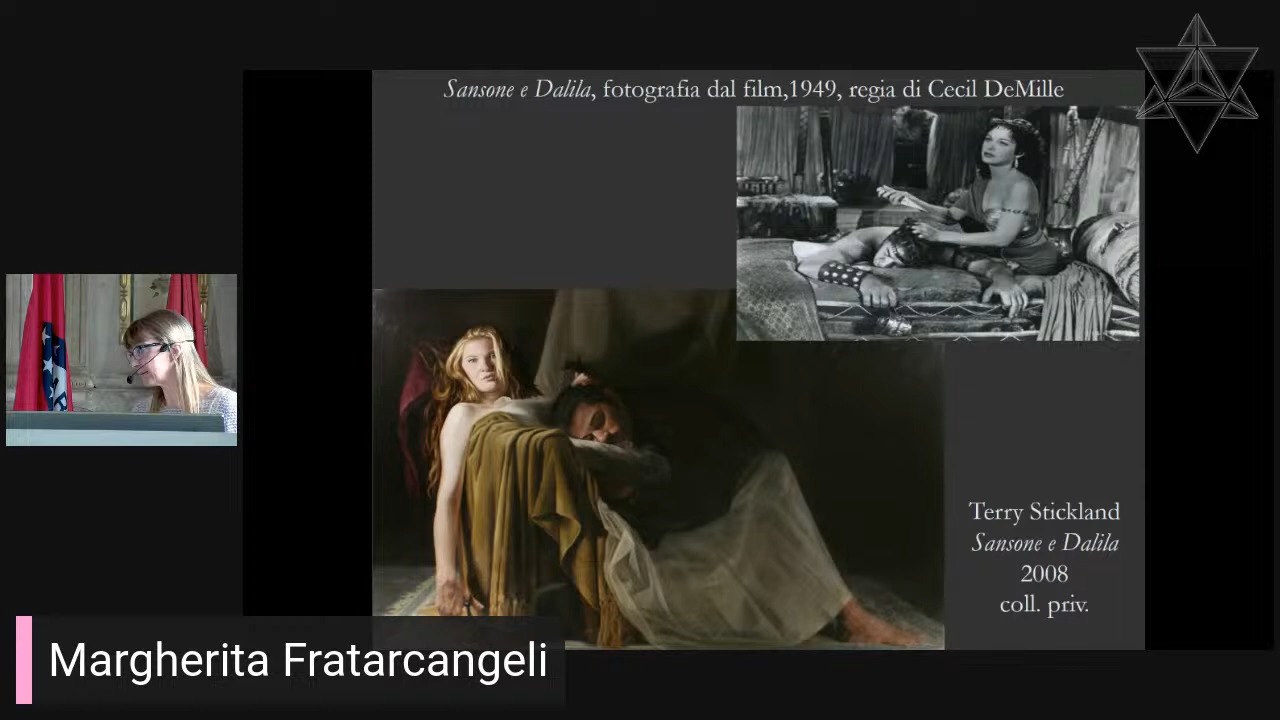 Sansone e Dalila, fotografia dal film,1949, regia di Cecil DeMille
Terry Stickland
Sansone e Dalila
2008
coll. priv.
Margherita Fratarcangeli